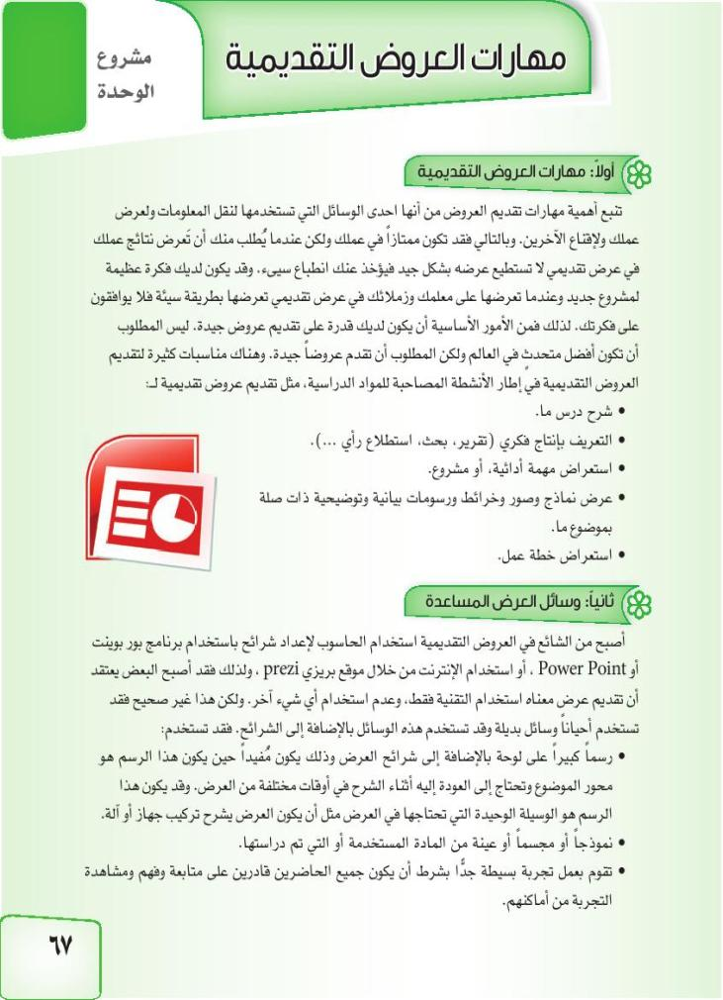 مشروع
الوحدة
مهارات العروض التقديمية
أولاً: مهارات العروض التقديمية
تنبع أهمية مهارات تقديم العروض من أنها احدى الوسائل التي تستخدمها لنقل المعلومات ولعرض
عملك ولإقناع الآخرين. وبالتالي فقد تكون ممتازاً في عملك ولكن عندما يُطلب منك أن تَعرض نتائج عملك
في عرض تقديمي لا تستطيع عرضه بشكل جيد فيؤخذ عنك انطباع سيىء، وقد يكون لديك فكرة عظيمة
لمشروع جديد وعندما تعرضها على معلمك وزملائك في عرض تقديمي تعرضها بطريقة سيئة فلا يوافقون
على فكرتك. لذلك فمن الأمور الأساسية أن يكون لديك قدرة على تقديم عروض جيدة. ليس المطلوب
أن تكون أفضل متحدثٍ في العالم ولكن المطلوب أن تقدم عروضاً جيدة. وهناك مناسبات كثيرة لتقديم
العروض التقديمية في إطار الأنشطة المصاحبة للمواد الدراسية، مثل تقديم عروض تقديمية لـ:
• شرح درس ما.
• التعريف بإنتاج فكري (تقرير، بحث، استطلاع رأي ...).
• استعراض مهمة أدائية، أو مشروع.
• عرض نماذج وصور وخرائط ورسومات بيانية وتوضيحية ذات صلة
بموضوع ما.
• استعراض خطة عمل.
ثانياً: وسائل العرض المساعدة
أصبح من الشائع في العروض التقديمية استخدام الحاسوب لإعداد شرائح باستخدام برنامج بور بوينت
أو Power Point ، أو استخدام الإنترنت من خلال موقع بريزي prezi ، ولذلك فقد أصبح البعض يعتقد
أن تقديم عرض معناه استخدام التقنية فقط، وعدم استخدام أي شيء آخر. ولكن هذا غير صحيح فقد
تستخدم أحياناً وسائل بديلة وقد تستخدم هذه الوسائل بالإضافة إلى الشرائح. فقد تستخدم:
• رسماً كبيراً على لوحة بالإضافة إلى شرائح العرض وذلك يكون مُفيداً حين يكون هذا الرسم هو
محور الموضوع وتحتاج إلى العودة إليه أثناء الشرح في أوقات مختلفة من العرض. وقد يكون هذا
الرسم هو الوسيلة الوحيدة التي تحتاجها في العرض مثل أن يكون العرض يشرح تركيب جهاز أو آلة.
• نموذجاً أو مجسماً أو عينة من المادة المستخدمة أو التي تم دراستها.
• تقوم بعمل تجربة بسيطة جدًّا بشرط أن يكون جميع الحاضرين قادرين على متابعة وفهم ومشاهدة
التجربة من أماكنهم.
٦٧